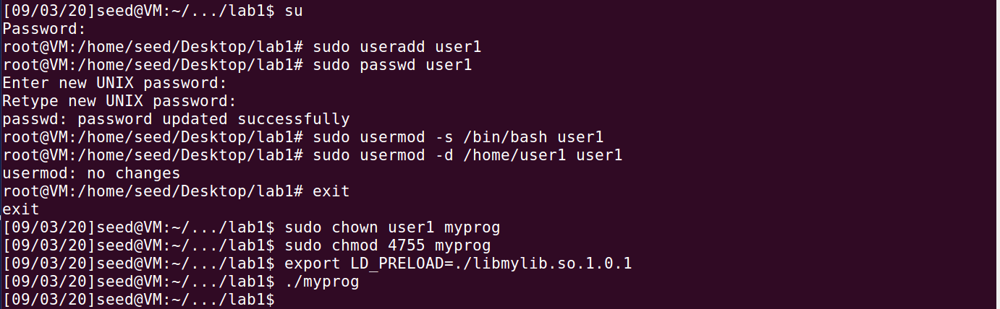 [09/03/20]seed@VM:~/.../lab1$ su
Password:
root@VM:/home/seed/Desktop/lab1# sudo useradd user1
root@VM:/home/seed/Desktop/lab1# sudo passwd user1
Enter new UNIX password:
Retype new UNIX password:
passwd: password updated successfully
root@VM:/home/seed/Desktop/lab1# sudo usermod -s /bin/bash user1
root@VM:/home/seed/Desktop/lab1# sudo usermod -d /home/user1 user1
usermod: no changes
root@VM:/home/seed/Desktop/lab1# exit
exit
[09/03/20]seed@VM:~/.../lab1$ sudo chown user1 myprog
[09/03/20]seed@VM:~/.../lab1$ sudo chmod 4755 myprog
[09/03/20]seed@VM:~/.../lab1$ export LD_PRELOAD=./libmylib.so.1.0.1
[09/03/20]seed@VM:~/.../lab1$ ./myprog
[09/03/20]seed@VM:~/.../lab1$